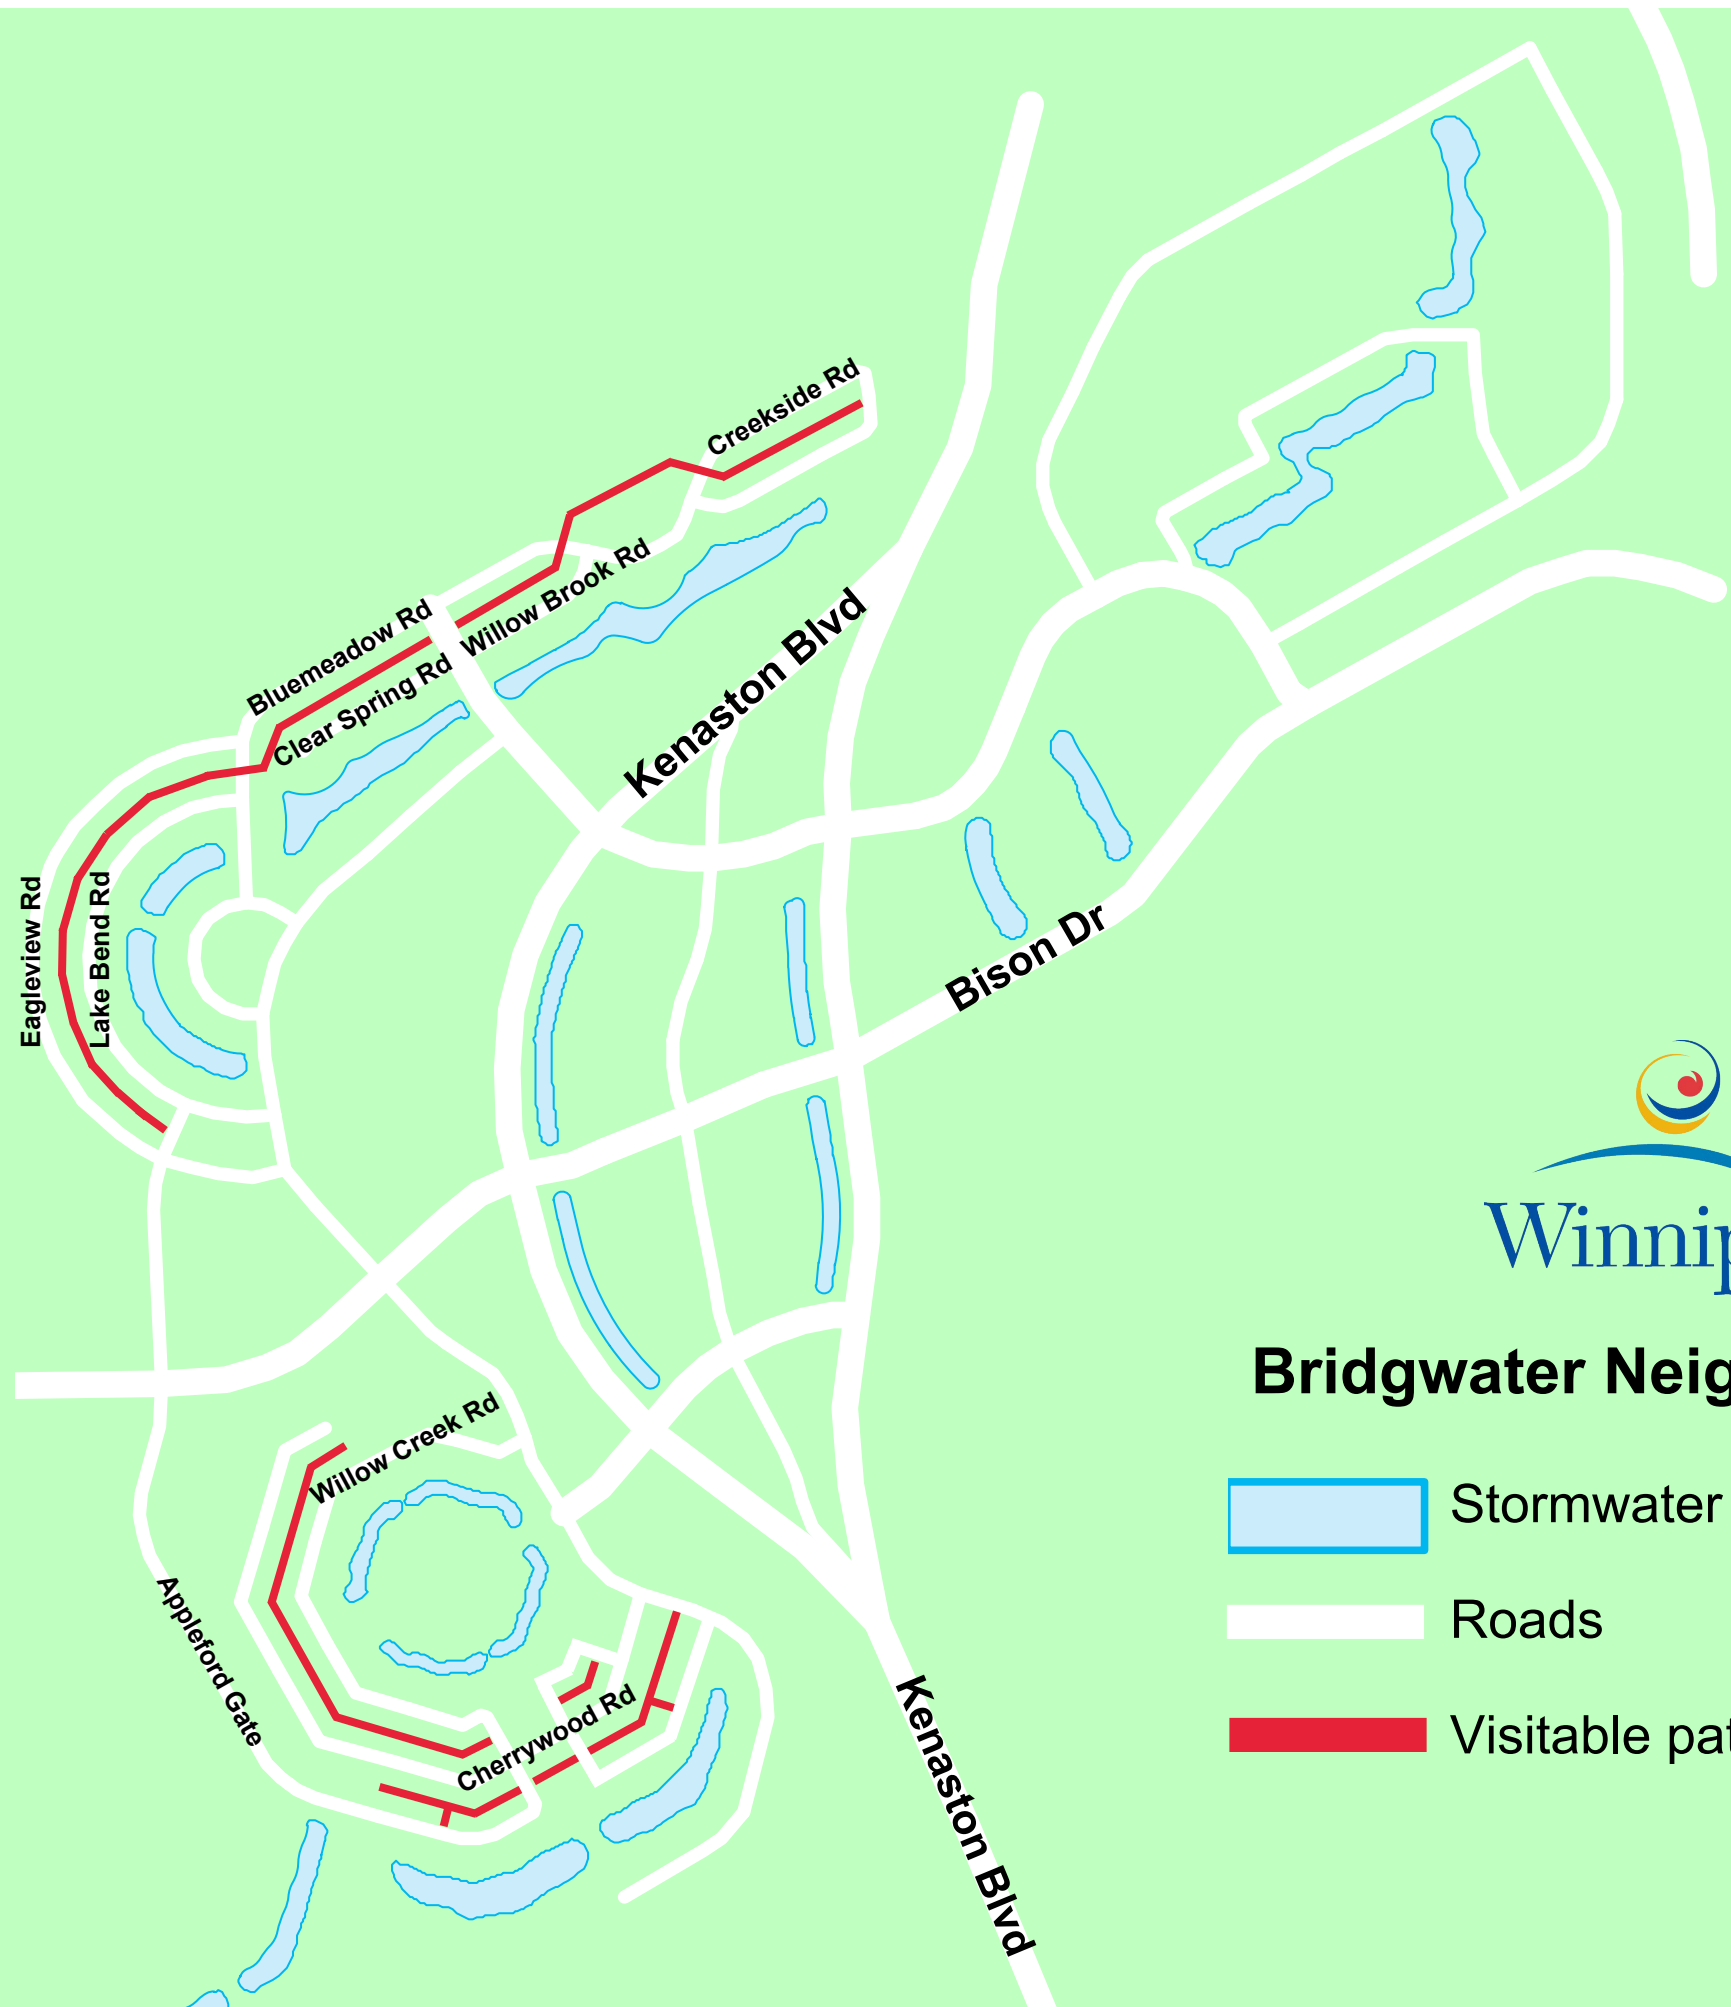 Creekside Rd
Willow Brook Rd
Bluemeadow Rd
Clear Spring Rd
Kenaston Blvd
Eagleview Rd
Lake Bend Rd
Bison Dr
Willow Creek Rd
Appleford Gate
Cherrywood Rd
Kenaston Blvd
Winnip
Bridgwater Neig
Stormwater
Roads
Visitable pat